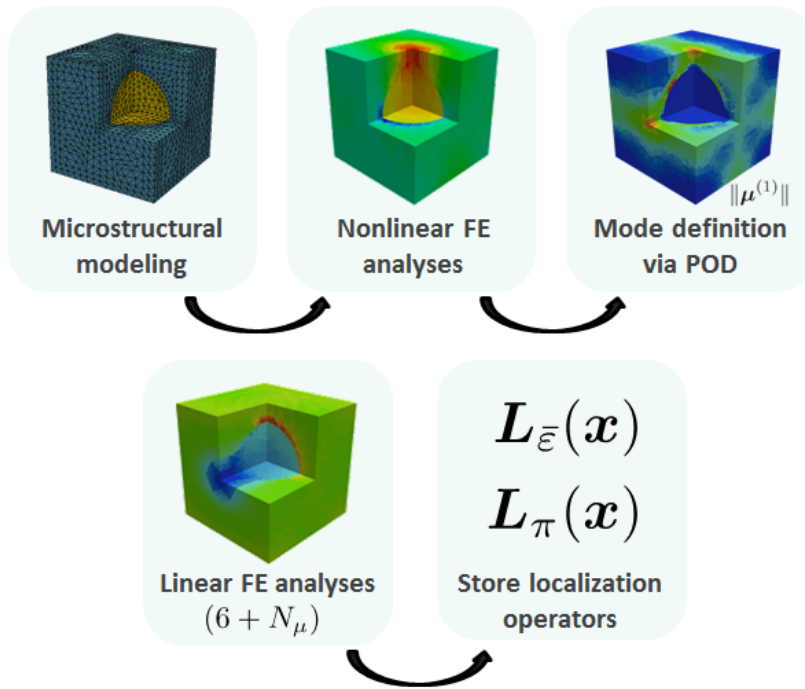 ‖μ⁽¹⁾‖
Microstructural
modeling
Nonlinear FE
analyses
Mode definition
via POD
L_ε̄(x)
L_π(x)
Linear FE analyses
(6 + N_μ)
Store localization
operators